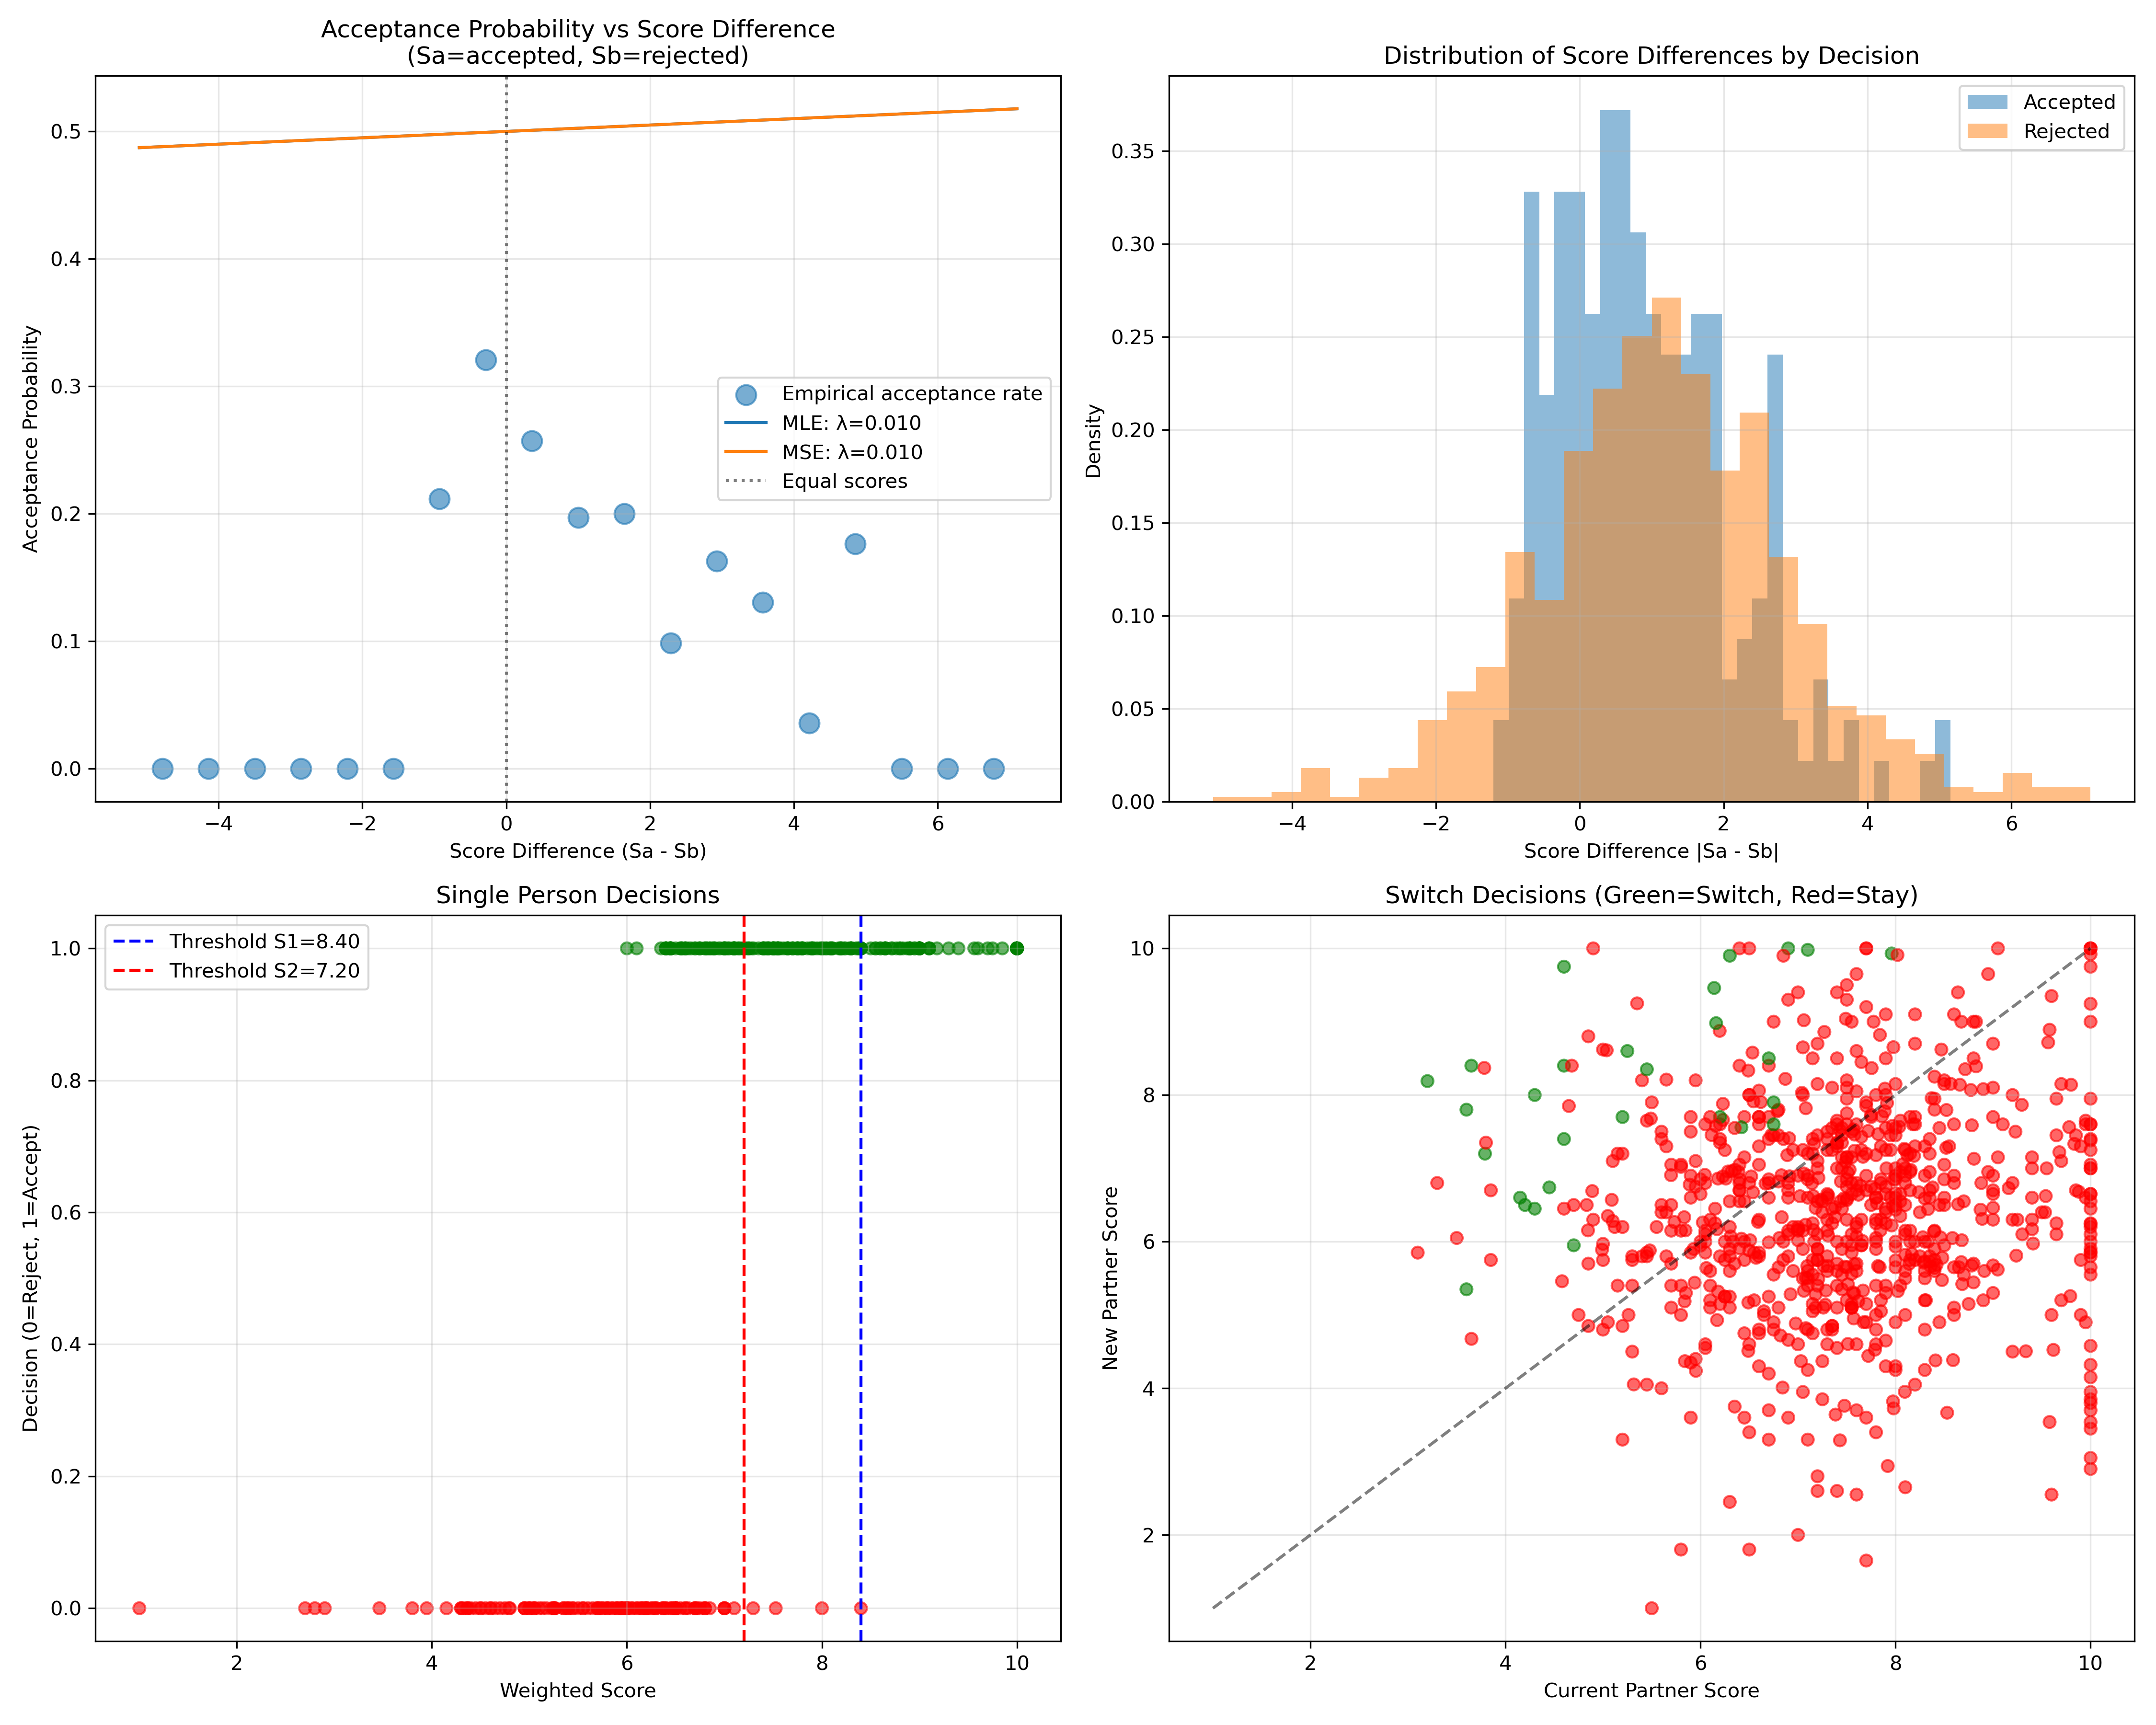 Acceptance Probability vs Score Difference
(Sa=accepted, Sb=rejected)
Acceptance Probability
0.5
0.4
0.3
0.2
0.1
0.0
Empirical acceptance rate
MLE: λ=0.010
MSE: λ=0.010
Equal scores
−4
−2
0
2
4
6
Score Difference (Sa - Sb)
Distribution of Score Differences by Decision
Accepted
Rejected
Density
0.35
0.30
0.25
0.20
0.15
0.10
0.05
0.00
−4
−2
0
2
4
6
Score Difference |Sa - Sb|
Single Person Decisions
Threshold S1=8.40
Threshold S2=7.20
Decision (0=Reject, 1=Accept)
1.0
0.8
0.6
0.4
0.2
0.0
2
4
6
8
10
Weighted Score
Switch Decisions (Green=Switch, Red=Stay)
New Partner Score
10
8
6
4
2
2
4
6
8
10
Current Partner Score